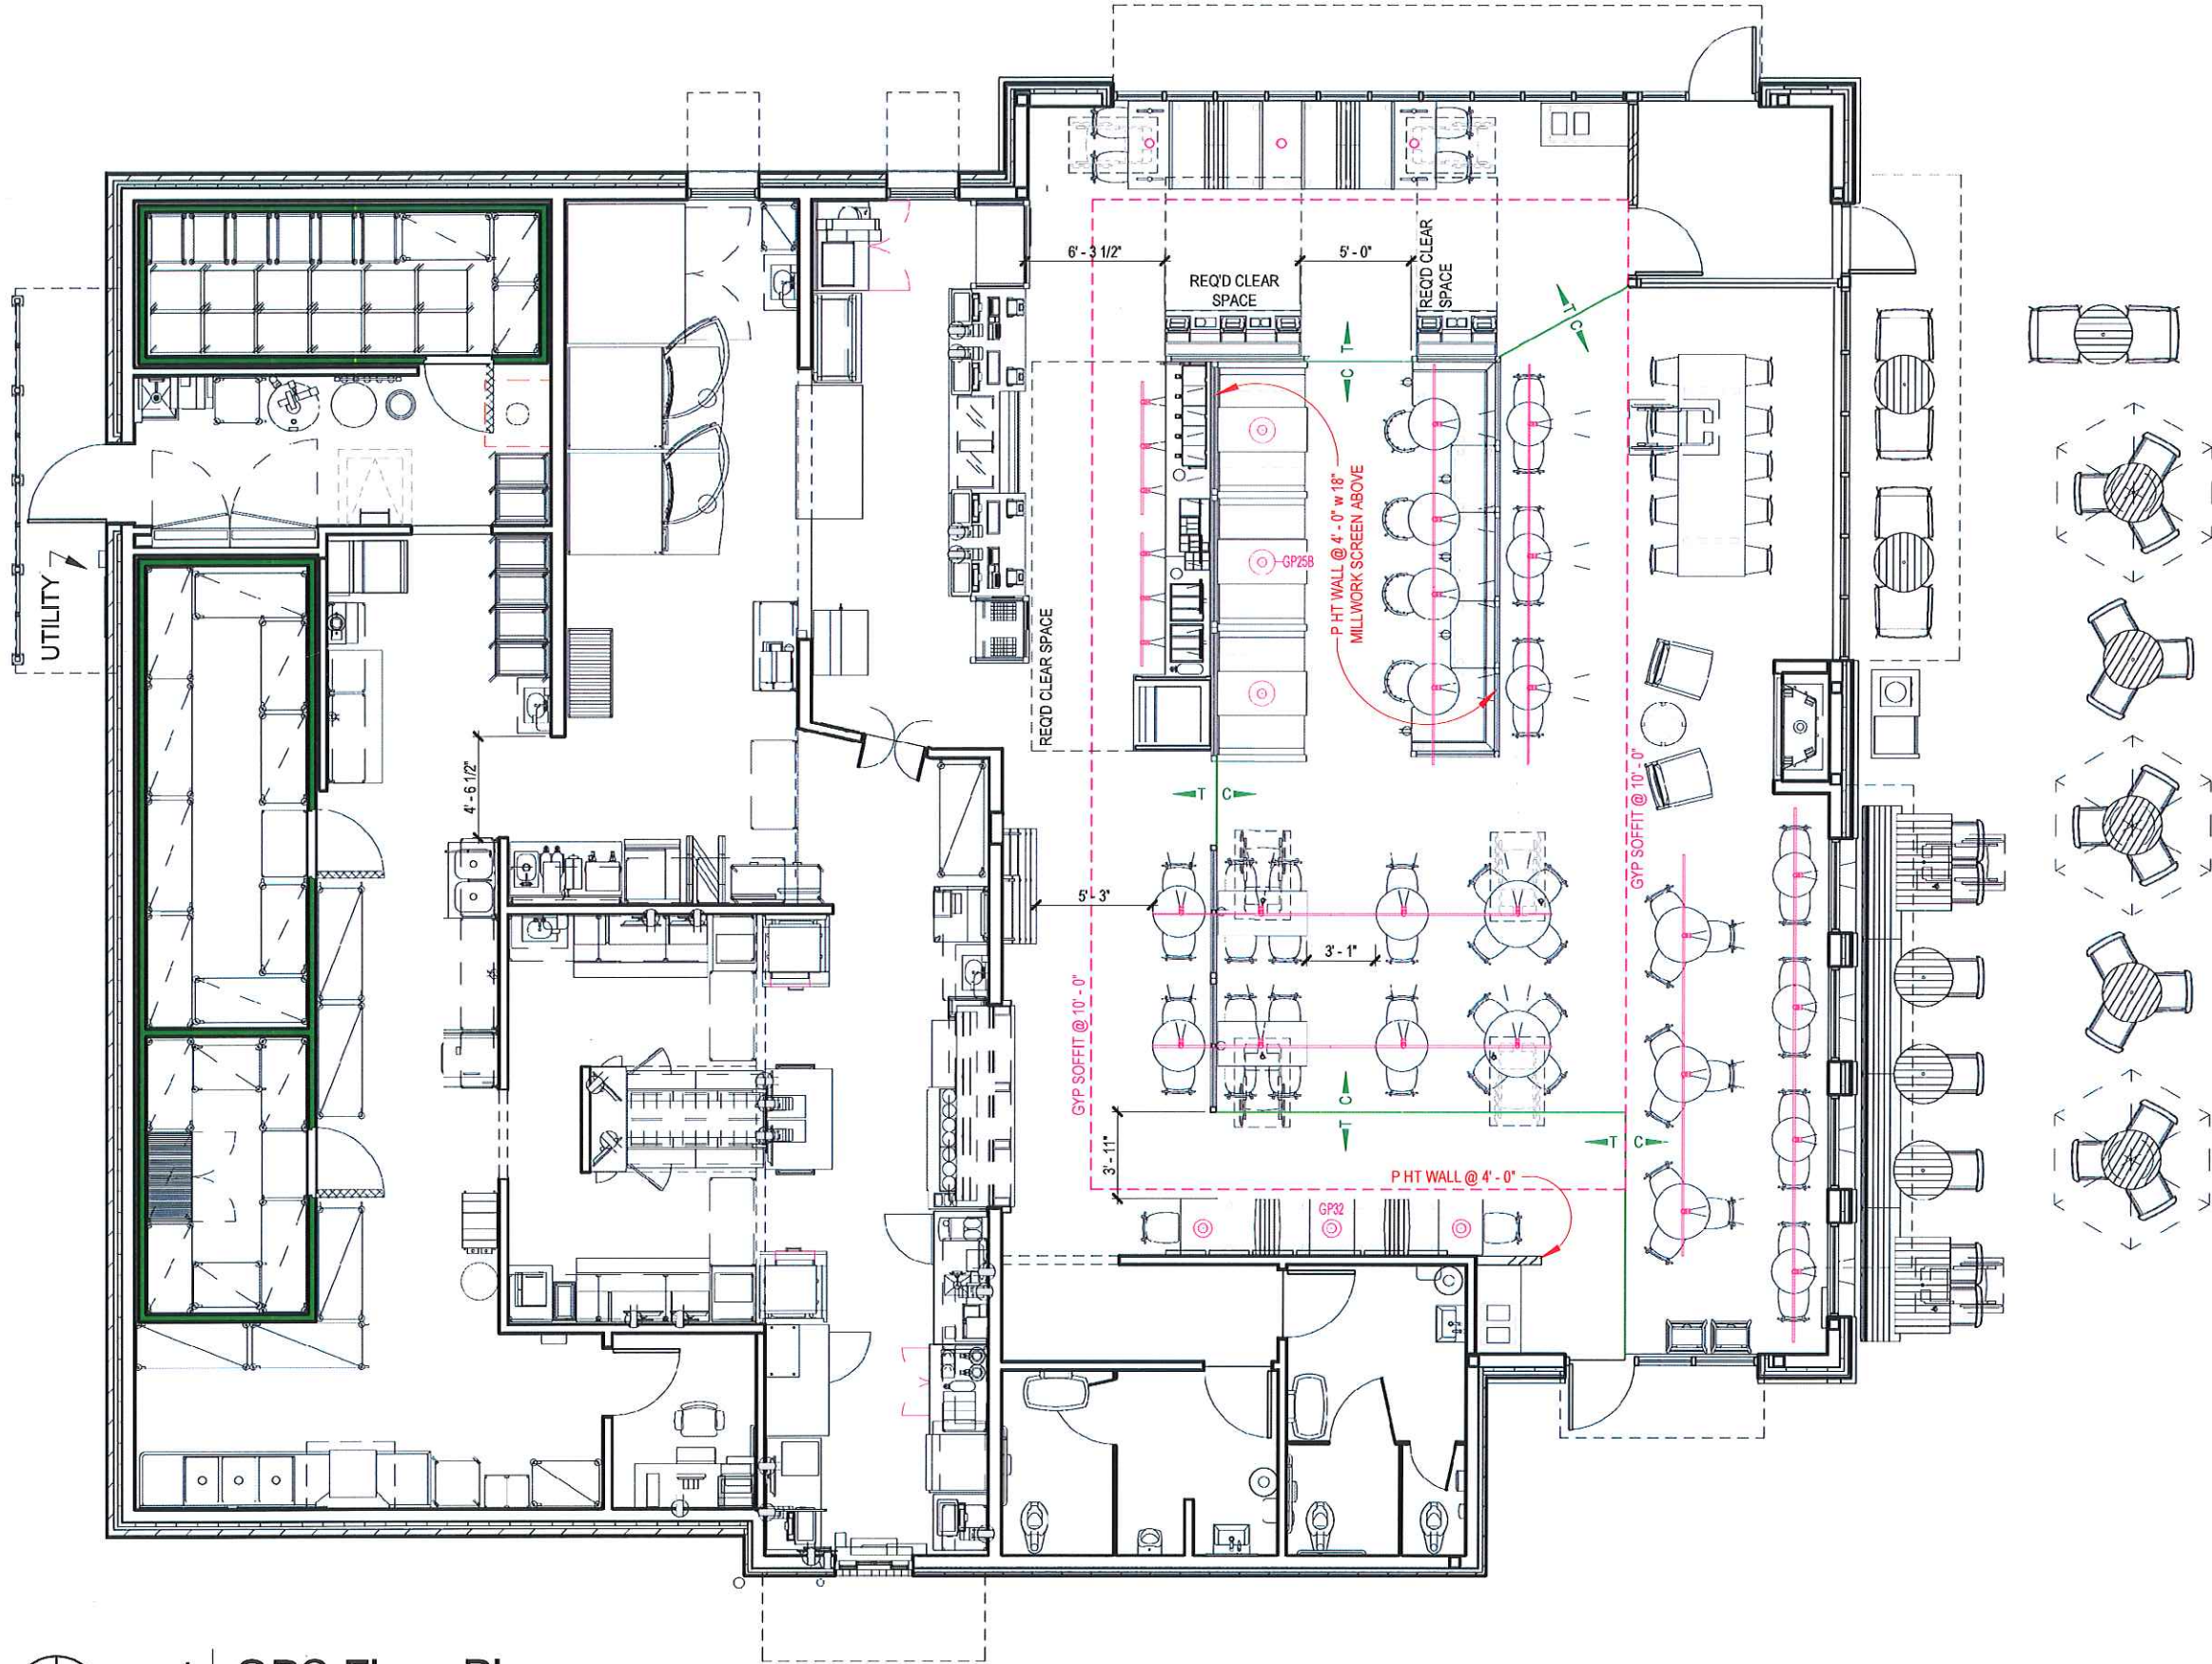 6' - 3 1/2"
5' - 0"
REQ'D CLEAR
SPACE
REQ'D CLEAR
SPACE
T
C
T
C
P HT WALL @ 4' - 0" w 18"
MILLWORK SCREEN ABOVE
GP25B
UTILITY
REQ'D CLEAR SPACE
4' - 6 1/2"
T C
GYP SOFFIT @ 10' - 0"
5' - 3"
3' - 1"
GYP SOFFIT @ 10' - 0"
C
T
T C
3' - 11"
P HT WALL @ 4' - 0"
GP32